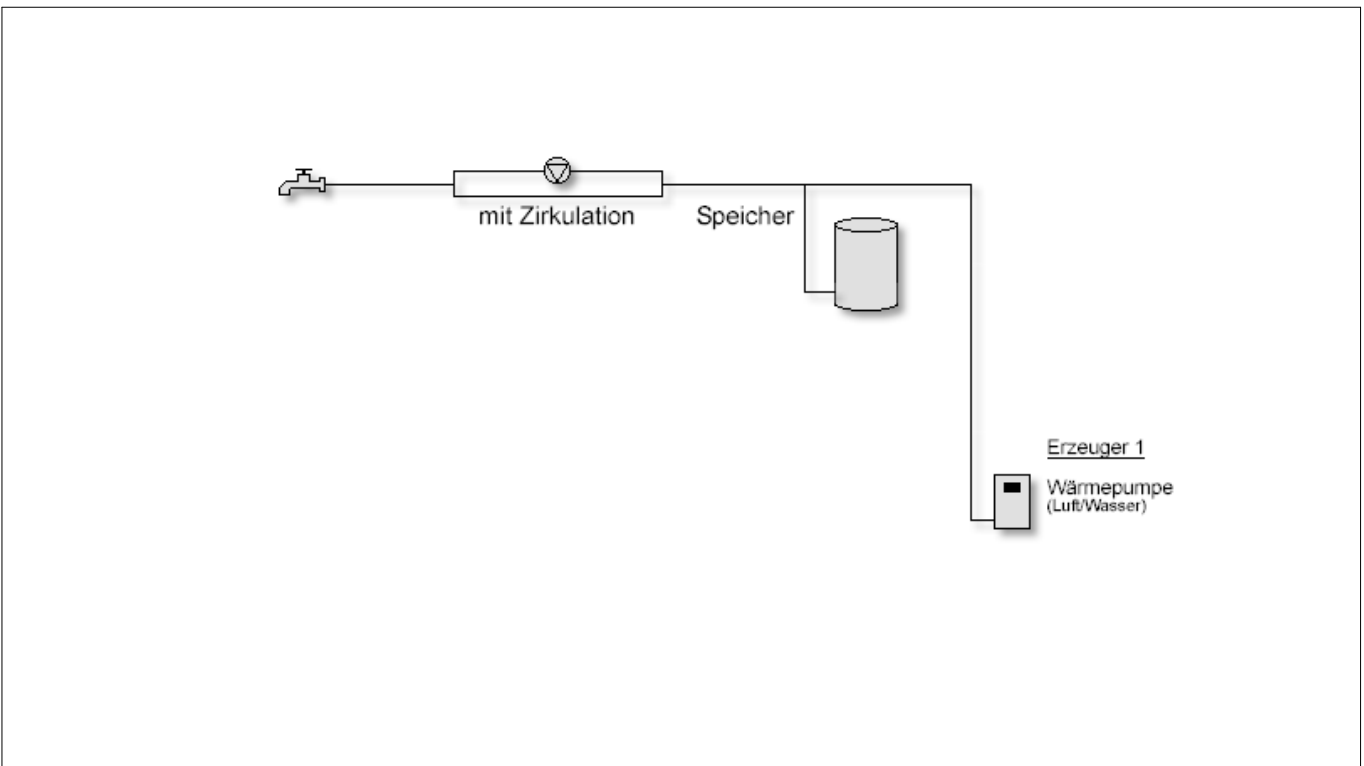 mit Zirkulation
Speicher
Erzeuger 1
Wärmepumpe
(Luft/Wasser)